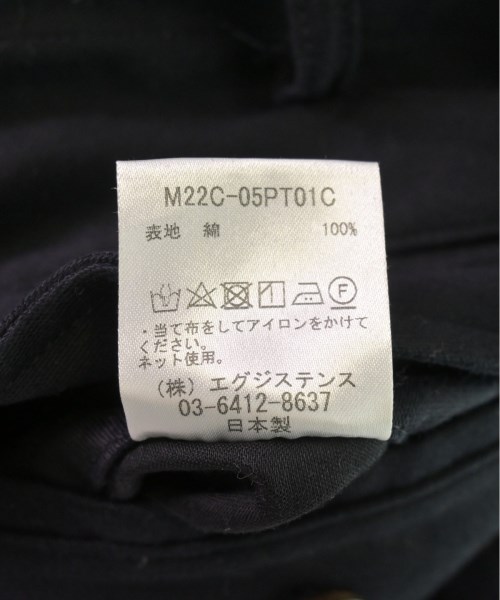 M22C-05PT01C
表地 綿 100%
F
・当て布をしてアイロンをかけて
ください。
ネット使用。
(株) エグジステンス
03-6412-8637
日本製